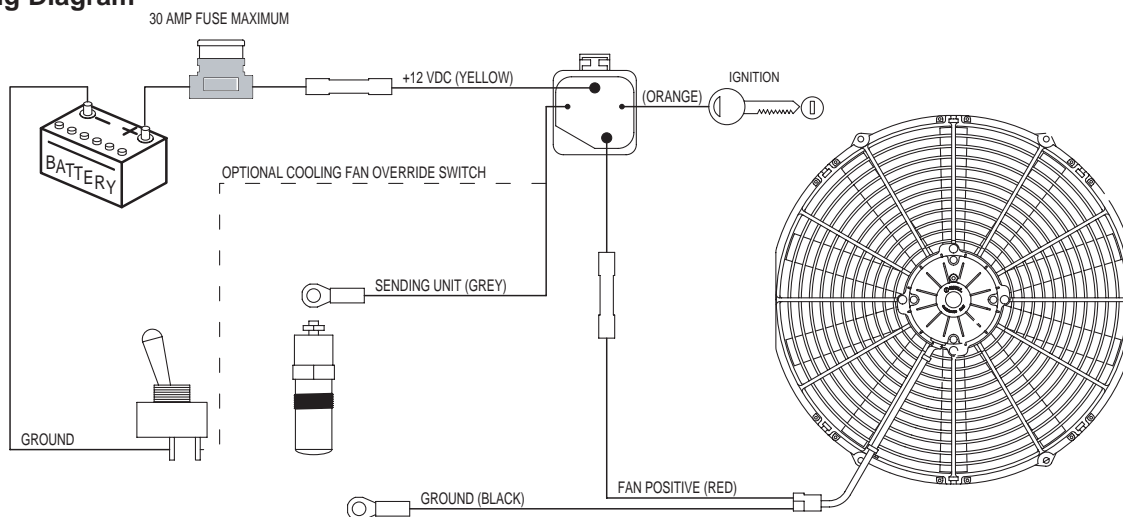 g Diagram
30 AMP FUSE MAXIMUM
+12 VDC (YELLOW)
(ORANGE)
IGNITION
BATTERY
OPTIONAL COOLING FAN OVERRIDE SWITCH
SENDING UNIT (GREY)
GROUND
FAN POSITIVE (RED)
GROUND (BLACK)